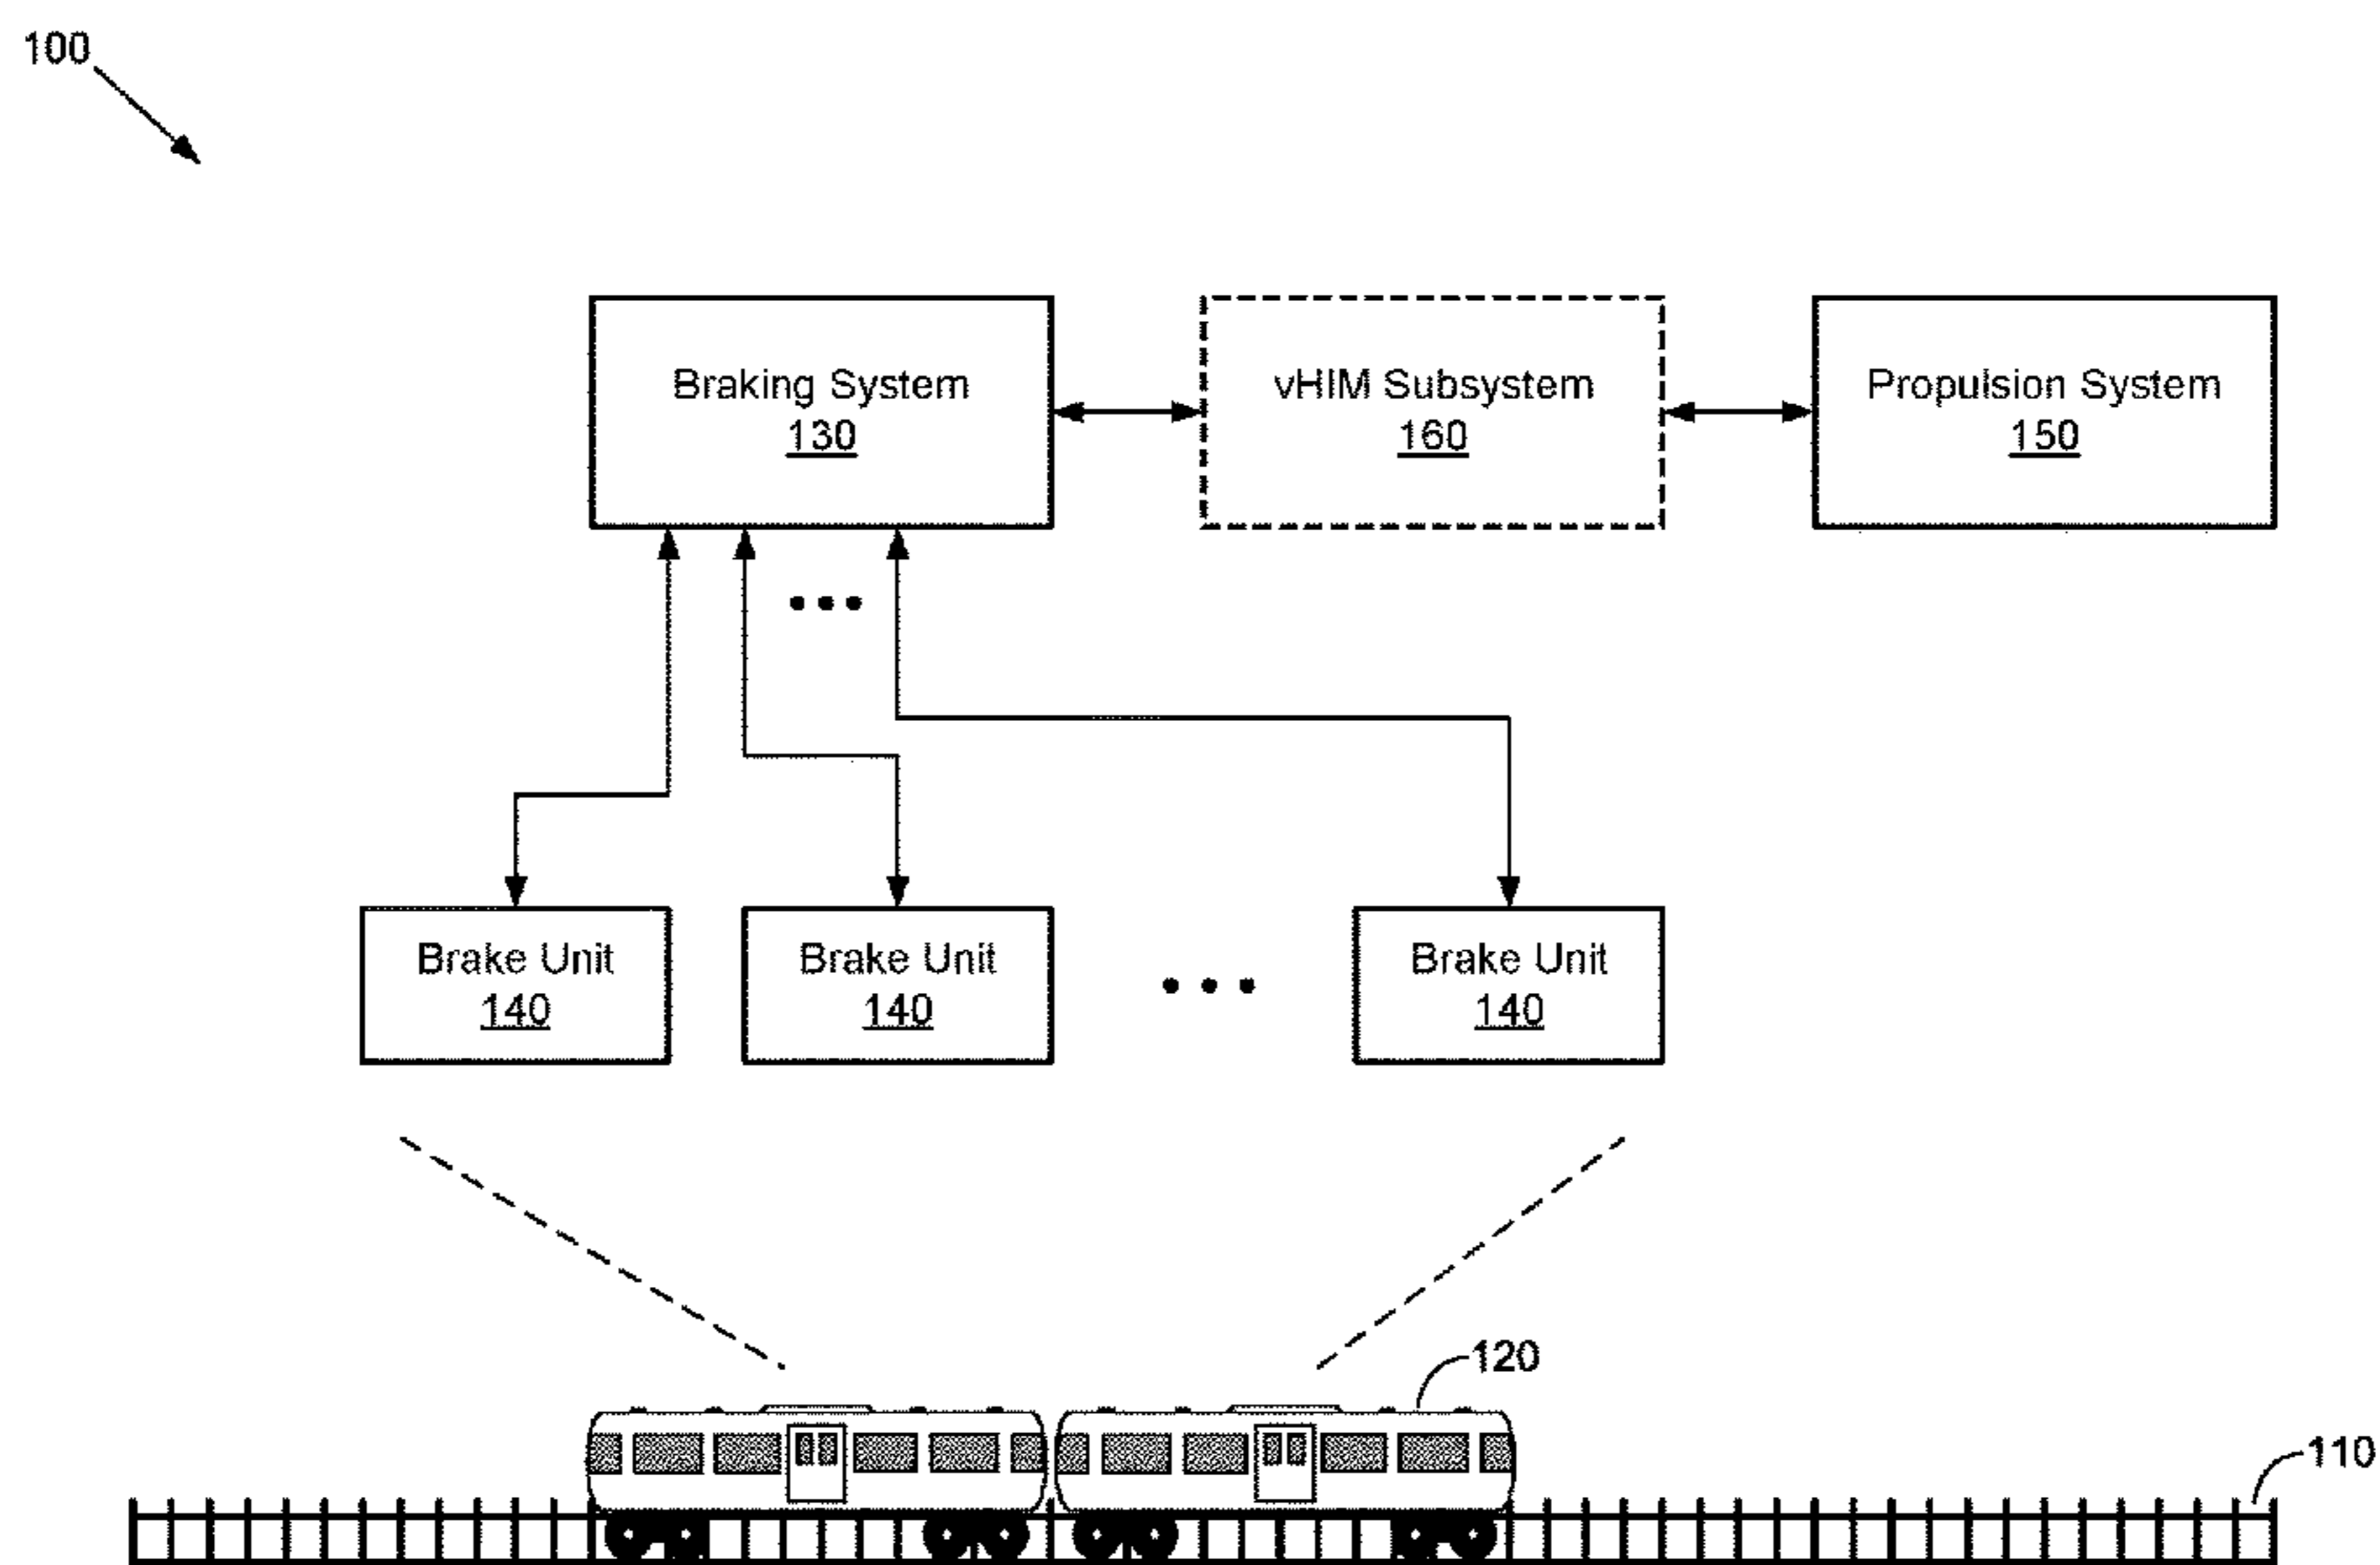 100
Braking System
130
vHIM Subsystem
160
Propulsion System
150
Brake Unit
140
Brake Unit
140
Brake Unit
140
120
110